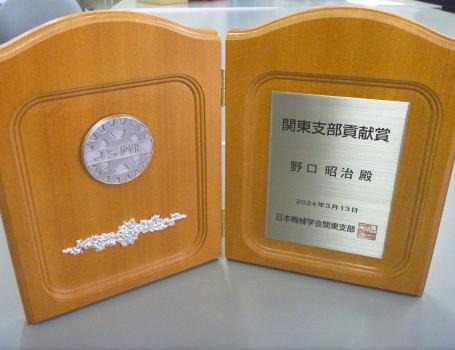 JSME
関東支部貢献賞
野口 昭治 殿
2024年3月13日
日本機械学会関東支部